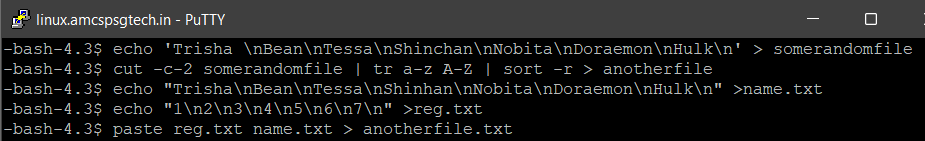 linux.amcspsgtech.in - PuTTY
-bash-4.3$ echo 'Trisha \nBean\nTessa\nShinchan\nNobita\nDoraemon\nHulk\n' > somerandomfile
-bash-4.3$ cut -c-2 somerandomfile | tr a-z A-Z | sort -r > anotherfile
-bash-4.3$ echo "Trisha\nBean\nTessa\nShinhan\nNobita\nDoraemon\nHulk\n" >name.txt
-bash-4.3$ echo "1\n2\n3\n4\n5\n6\n7\n" >reg.txt
-bash-4.3$ paste reg.txt name.txt > anotherfile.txt